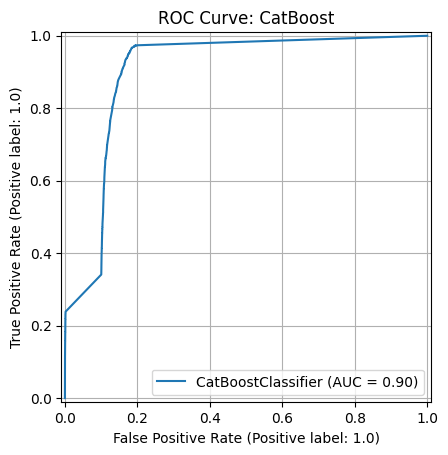 ROC Curve: CatBoost
1.0
0.8
0.6
0.4
0.2
0.0
True Positive Rate (Positive label: 1.0)
CatBoostClassifier (AUC = 0.90)
0.0 0.2 0.4 0.6 0.8 1.0
False Positive Rate (Positive label: 1.0)